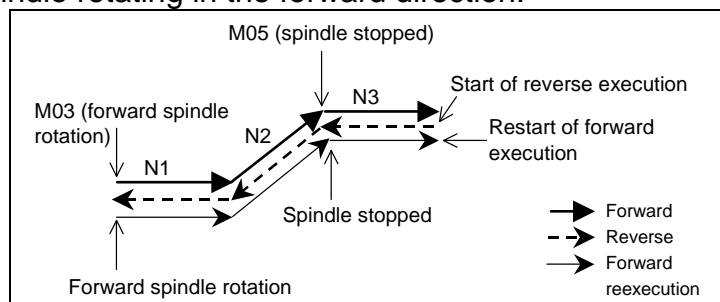 spindle rotating in the forward direction.
M05 (spindle stopped)
M03 (forward spindle
rotation)
N1
N2
N3
Start of reverse execution
Restart of forward
execution
Spindle stopped
Forward spindle rotation
Forward
Reverse
Forward
reexecution